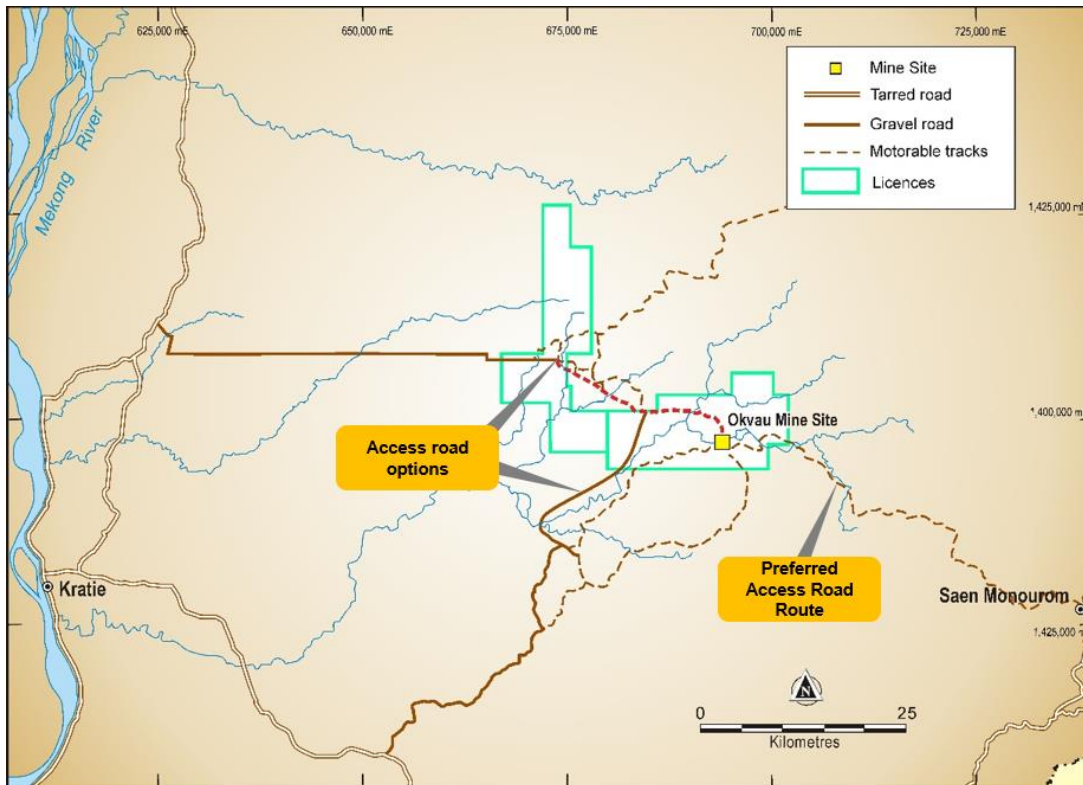 625,000 mE
650,000 mE
675,000 mE
700,000 mE
725,000 mE
Mine Site
Tarred road
Gravel road
Motorable tracks
Licences
Mekong River
1,425,000 mN
1,400,000 mN
Okvau Mine Site
Access road
options
Preferred
Access Road
Route
Kratie
Saen Monourom
1,425,000 mN
N
0
25
Kilometres